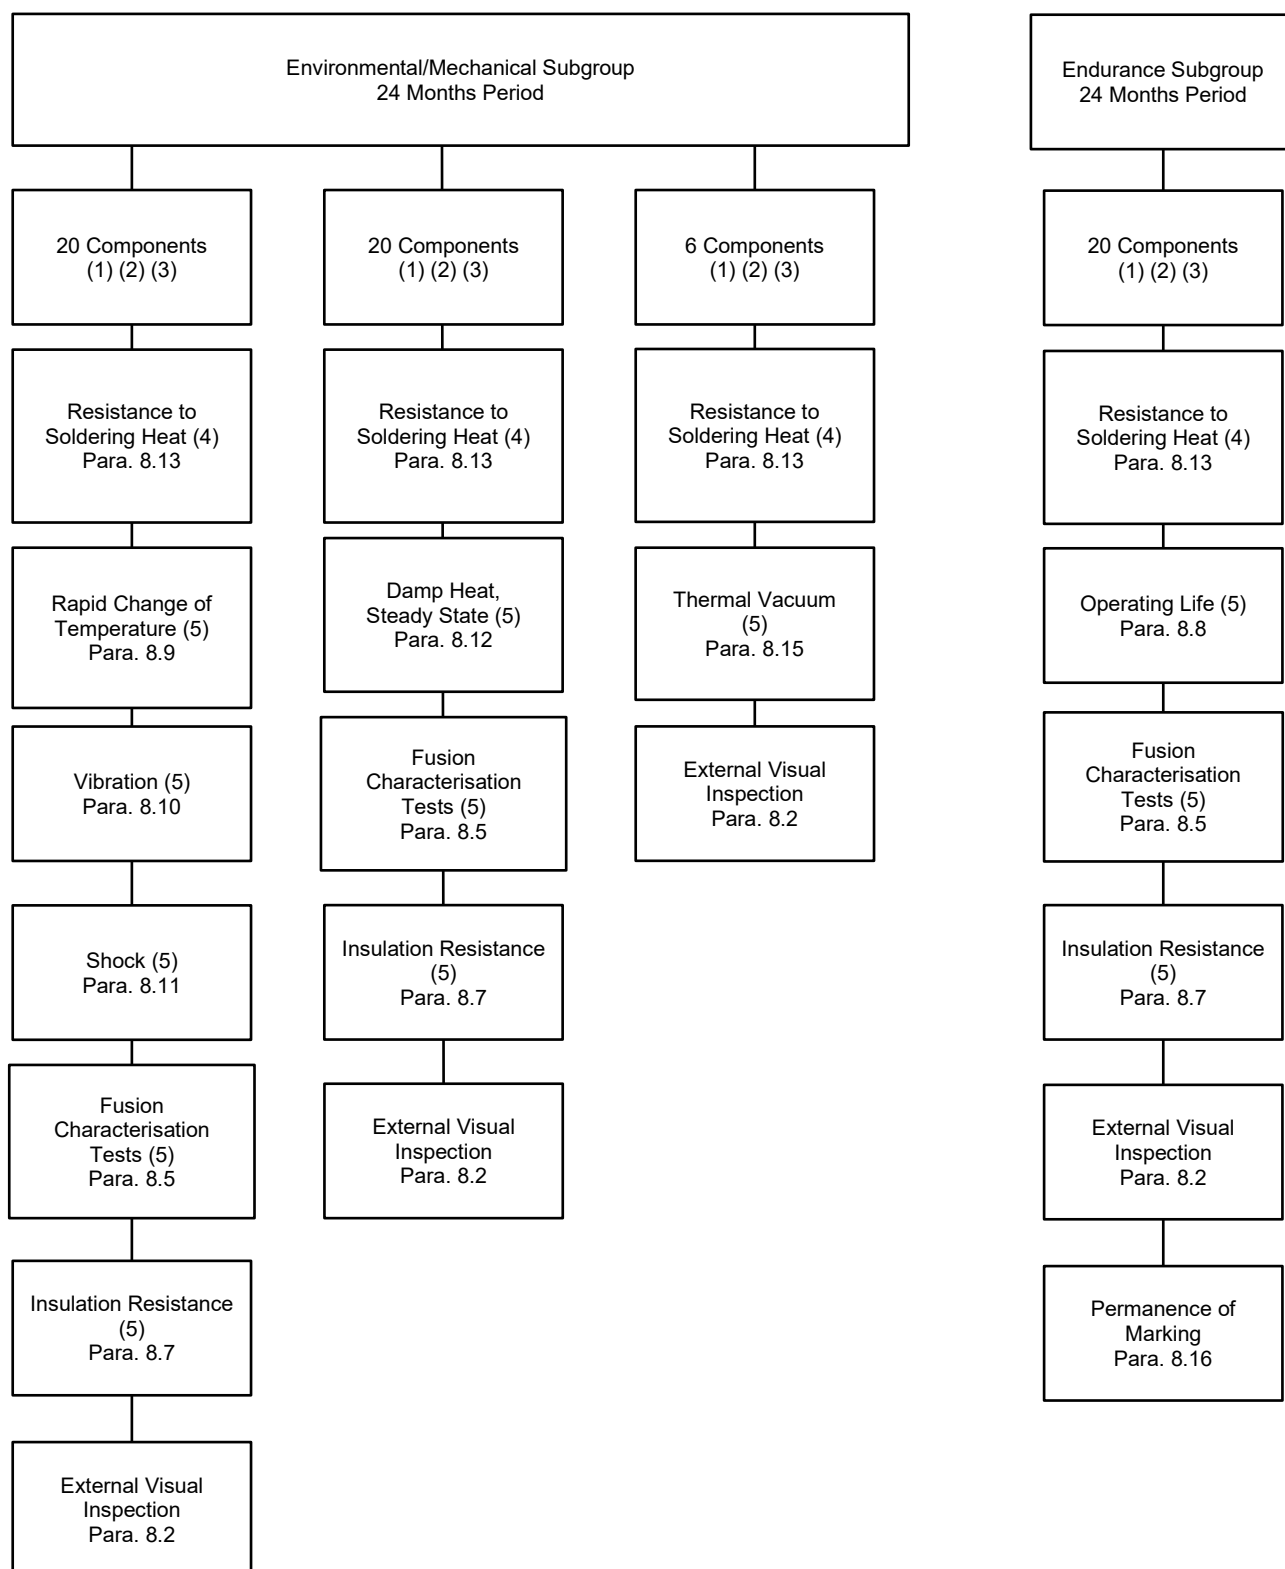 Environmental/Mechanical Subgroup
24 Months Period
20 Components
(1) (2) (3)
Resistance to
Soldering Heat (4)
Para. 8.13
Rapid Change of
Temperature (5)
Para. 8.9
Vibration (5)
Para. 8.10
Shock (5)
Para. 8.11
Fusion
Characterisation
Tests (5)
Para. 8.5
Insulation Resistance
(5)
Para. 8.7
External Visual
Inspection
Para. 8.2
20 Components
(1) (2) (3)
Resistance to
Soldering Heat (4)
Para. 8.13
Damp Heat,
Steady State (5)
Para. 8.12
Fusion
Characterisation
Tests (5)
Para. 8.5
Insulation Resistance
(5)
Para. 8.7
External Visual
Inspection
Para. 8.2
6 Components
(1) (2) (3)
Resistance to
Soldering Heat (4)
Para. 8.13
Thermal Vacuum
(5)
Para. 8.15
External Visual
Inspection
Para. 8.2
Endurance Subgroup
24 Months Period
20 Components
(1) (2) (3)
Resistance to
Soldering Heat (4)
Para. 8.13
Operating Life (5)
Para. 8.8
Fusion
Characterisation
Tests (5)
Para. 8.5
Insulation Resistance
(5)
Para. 8.7
External Visual
Inspection
Para. 8.2
Permanence of
Marking
Para. 8.16